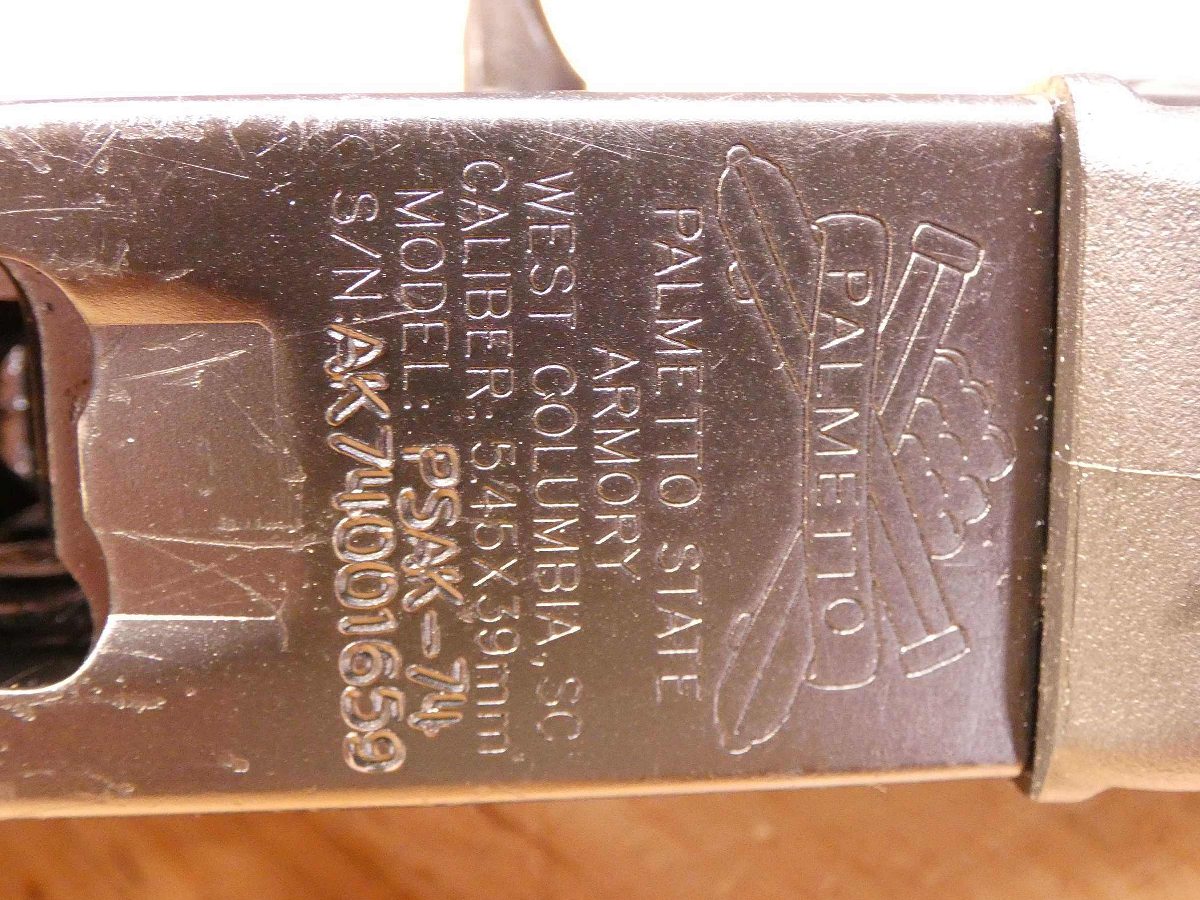 PALMETTO
PALMETTO STATE
ARMORY
WEST COLUMBIA, SC
CALIBER: 5.45X39mm
MODEL: PSAK-74
S/N: AK74001659